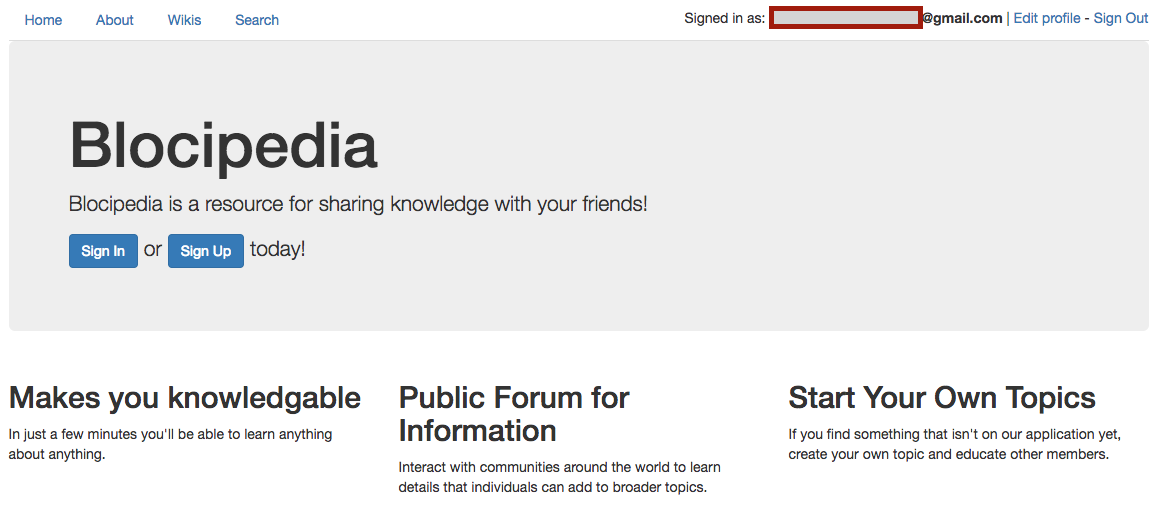 Home About Wikis Search Signed in as: @gmail.com | Edit profile - Sign Out
Blocipedia
Blocipedia is a resource for sharing knowledge with your friends!
Sign In or Sign Up today!
Makes you knowledgable
In just a few minutes you'll be able to learn anything
about anything.
Public Forum for
Information
Interact with communities around the world to learn
details that individuals can add to broader topics.
Start Your Own Topics
If you find something that isn't on our application yet,
create your own topic and educate other members.